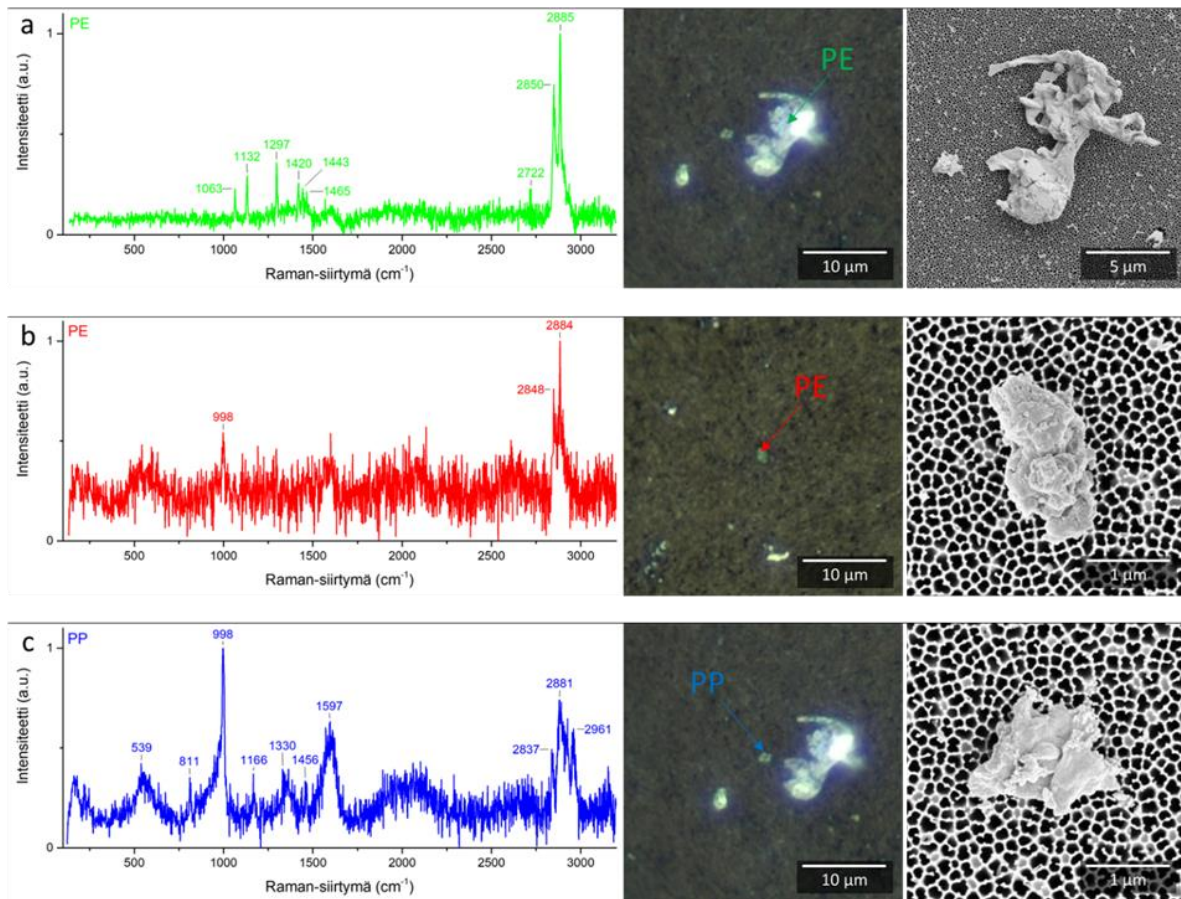 a
PE
Intensiteetti (a.u.)
1
0
2885
2850
1297
1132
1420
1443
1063
1465
2722
500
1000
1500
2000
2500
3000
Raman-siirtymä (cm⁻¹)
PE
10 µm
5 µm
b
PE
Intensiteetti (a.u.)
1
0
2884
2848
998
500
1000
1500
2000
2500
3000
Raman-siirtymä (cm⁻¹)
PE
10 µm
1 µm
c
PP
Intensiteetti (a.u.)
1
0
998
2881
1597
2961
2837
539
1330
811
1166
1456
500
1000
1500
2000
2500
3000
Raman-siirtymä (cm⁻¹)
PP
10 µm
1 µm